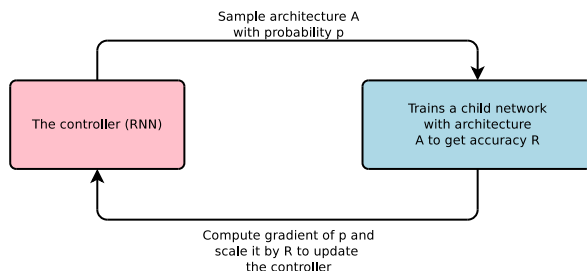 Sample architecture A
with probability p
The controller (RNN)
Trains a child network
with architecture
A to get accuracy R
Compute gradient of p and
scale it by R to update
the controller